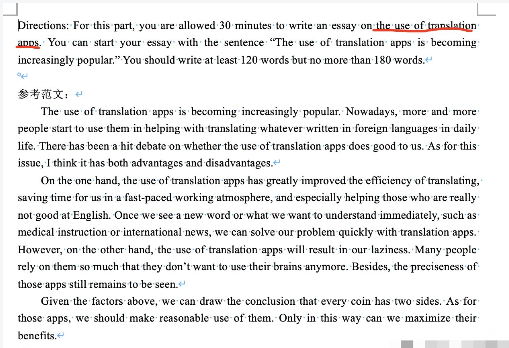 Directions: For this part, you are allowed 30 minutes to write an essay on the use of translation
apps. You can start your essay with the sentence “The use of translation apps is becoming
increasingly popular.” You should write at least 120 words but no more than 180 words.
参考范文：
The use of translation apps is becoming increasingly popular. Nowadays, more and more
people start to use them in helping with translating whatever written in foreign languages in daily
life. There has been a hit debate on whether the use of translation apps does good to us. As for this
issue, I think it has both advantages and disadvantages.
On the one hand, the use of translation apps has greatly improved the efficiency of translating,
saving time for us in a fast-paced working atmosphere, and especially helping those who are really
not good at English. Once we see a new word or what we want to understand immediately, such as
medical instruction or international news, we can solve our problem quickly with translation apps.
However, on the other hand, the use of translation apps will result in our laziness. Many people
rely on them so much that they don’t want to use their brains anymore. Besides, the preciseness of
those apps still remains to be seen.
Given the factors above, we can draw the conclusion that every coin has two sides. As for
those apps, we should make reasonable use of them. Only in this way can we maximize their
benefits.